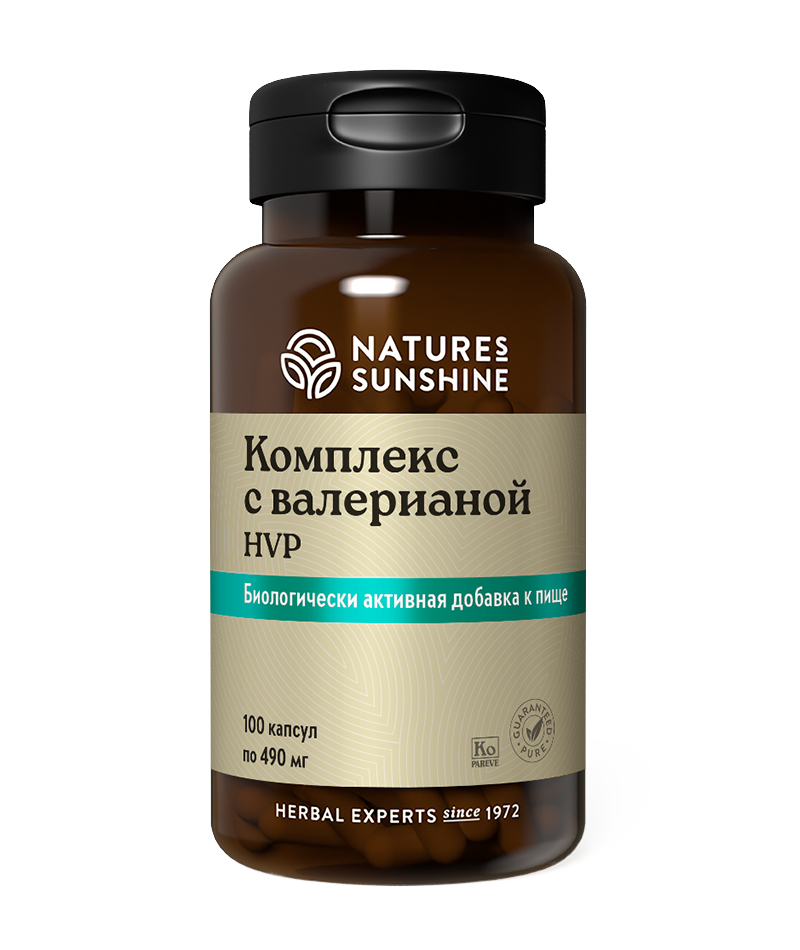 NATURES
SUNSHINE
Комплекс
с валерианой
HVP
Биологически активная добавка к пище
100 капсул
по 490 мг
Ko
PAREVE
GUARANTEED
PURE
HERBAL EXPERTS since 1972